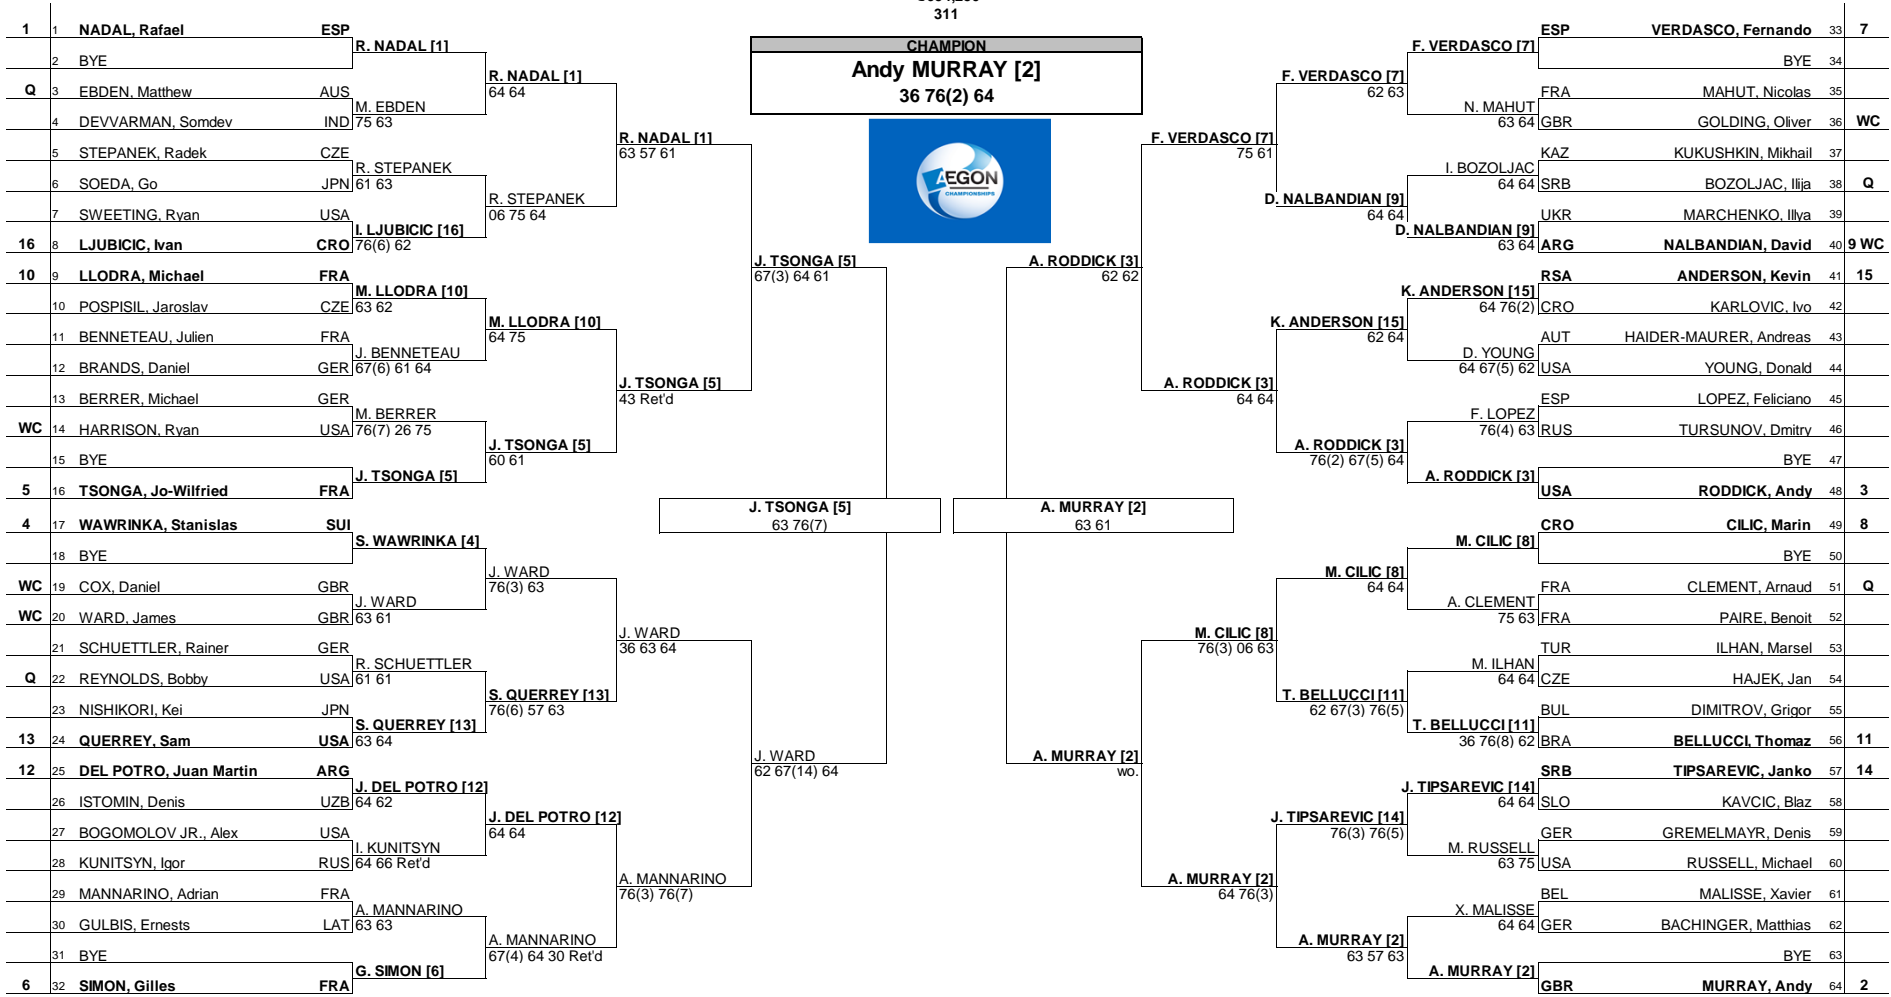 311
CHAMPION
Andy MURRAY [2]
36 76(2) 64
AEGON
CHAMPIONSHIPS
1 1 NADAL, Rafael ESP
R. NADAL [1]
2 BYE
R. NADAL [1]
64 64
Q 3 EBDEN, Matthew AUS
M. EBDEN
4 DEVVARMAN, Somdev IND 75 63
R. NADAL [1]
63 57 61
5 STEPANEK, Radek CZE
R. STEPANEK
6 SOEDA, Go JPN 61 63
R. STEPANEK
06 75 64
7 SWEETING, Ryan USA
I. LJUBICIC [16]
16 8 LJUBICIC, Ivan CRO 76(6) 62
J. TSONGA [5]
67(3) 64 61
10 9 LLODRA, Michael FRA
M. LLODRA [10]
10 POSPISIL, Jaroslav CZE 63 62
M. LLODRA [10]
64 75
11 BENNETEAU, Julien FRA
J. BENNETEAU
12 BRANDS, Daniel GER 67(6) 61 64
J. TSONGA [5]
43 Ret'd
13 BERRER, Michael GER
M. BERRER
WC 14 HARRISON, Ryan USA 76(7) 26 75
J. TSONGA [5]
60 61
15 BYE
J. TSONGA [5]
5 16 TSONGA, Jo-Wilfried FRA
J. TSONGA [5]
63 76(7)
4 17 WAWRINKA, Stanislas SUI
S. WAWRINKA [4]
18 BYE
J. WARD
76(3) 63
WC 19 COX, Daniel GBR
J. WARD
WC 20 WARD, James GBR 63 61
J. WARD
36 63 64
21 SCHUETTLER, Rainer GER
R. SCHUETTLER
Q 22 REYNOLDS, Bobby USA 61 61
S. QUERREY [13]
76(6) 57 63
23 NISHIKORI, Kei JPN
S. QUERREY [13]
13 24 QUERREY, Sam USA 63 64
J. WARD
62 67(14) 64
12 25 DEL POTRO, Juan Martin ARG
J. DEL POTRO [12]
26 ISTOMIN, Denis UZB 64 62
J. DEL POTRO [12]
64 64
27 BOGOMOLOV JR., Alex USA
I. KUNITSYN
28 KUNITSYN, Igor RUS 64 66 Ret'd
A. MANNARINO
76(3) 76(7)
29 MANNARINO, Adrian FRA
A. MANNARINO
30 GULBIS, Ernests LAT 63 63
A. MANNARINO
67(4) 64 30 Ret'd
31 BYE
G. SIMON [6]
6 32 SIMON, Gilles FRA
ESP VERDASCO, Fernando 33 7
F. VERDASCO [7]
BYE 34
F. VERDASCO [7]
62 63
FRA MAHUT, Nicolas 35
N. MAHUT
63 64 GBR GOLDING, Oliver 36 WC
F. VERDASCO [7]
75 61
KAZ KUKUSHKIN, Mikhail 37
I. BOZOLJAC
64 64 SRB BOZOLJAC, Ilija 38 Q
D. NALBANDIAN [9]
64 64
UKR MARCHENKO, Illya 39
D. NALBANDIAN [9]
63 64 ARG NALBANDIAN, David 40 9 WC
A. RODDICK [3]
62 62
RSA ANDERSON, Kevin 41 15
K. ANDERSON [15]
64 76(2) CRO KARLOVIC, Ivo 42
K. ANDERSON [15]
62 64
AUT HAIDER-MAURER, Andreas 43
D. YOUNG
64 67(5) 62 USA YOUNG, Donald 44
A. RODDICK [3]
64 64
ESP LOPEZ, Feliciano 45
F. LOPEZ
76(4) 63 RUS TURSUNOV, Dmitry 46
A. RODDICK [3]
76(2) 67(5) 64
BYE 47
A. RODDICK [3]
USA RODDICK, Andy 48 3
A. MURRAY [2]
63 61
CRO CILIC, Marin 49 8
M. CILIC [8]
BYE 50
M. CILIC [8]
64 64
FRA CLEMENT, Arnaud 51 Q
A. CLEMENT
75 63 FRA PAIRE, Benoit 52
M. CILIC [8]
76(3) 06 63
TUR ILHAN, Marsel 53
M. ILHAN
64 64 CZE HAJEK, Jan 54
T. BELLUCCI [11]
62 67(3) 76(5)
BUL DIMITROV, Grigor 55
T. BELLUCCI [11]
36 76(8) 62 BRA BELLUCCI, Thomaz 56 11
A. MURRAY [2]
wo.
SRB TIPSAREVIC, Janko 57 14
J. TIPSAREVIC [14]
64 64 SLO KAVCIC, Blaz 58
J. TIPSAREVIC [14]
76(3) 76(5)
GER GREMELMAYR, Denis 59
M. RUSSELL
63 75 USA RUSSELL, Michael 60
A. MURRAY [2]
64 76(3)
BEL MALISSE, Xavier 61
X. MALISSE
64 64 GER BACHINGER, Matthias 62
A. MURRAY [2]
63 57 63
BYE 63
A. MURRAY [2]
GBR MURRAY, Andy 64 2